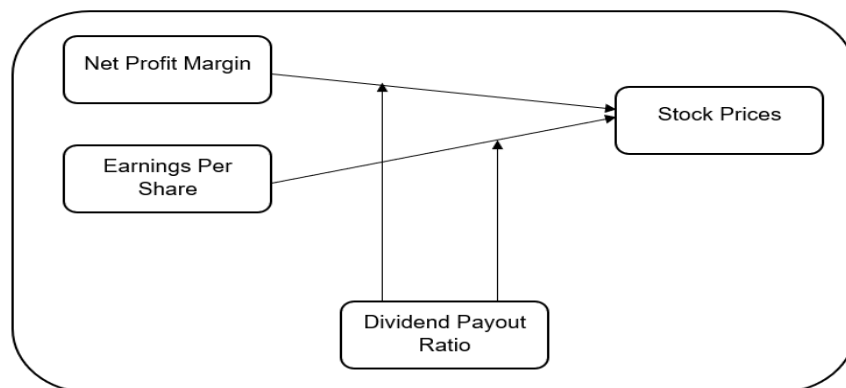 Net Profit Margin
Stock Prices
Earnings Per
Share
Dividend Payout
Ratio